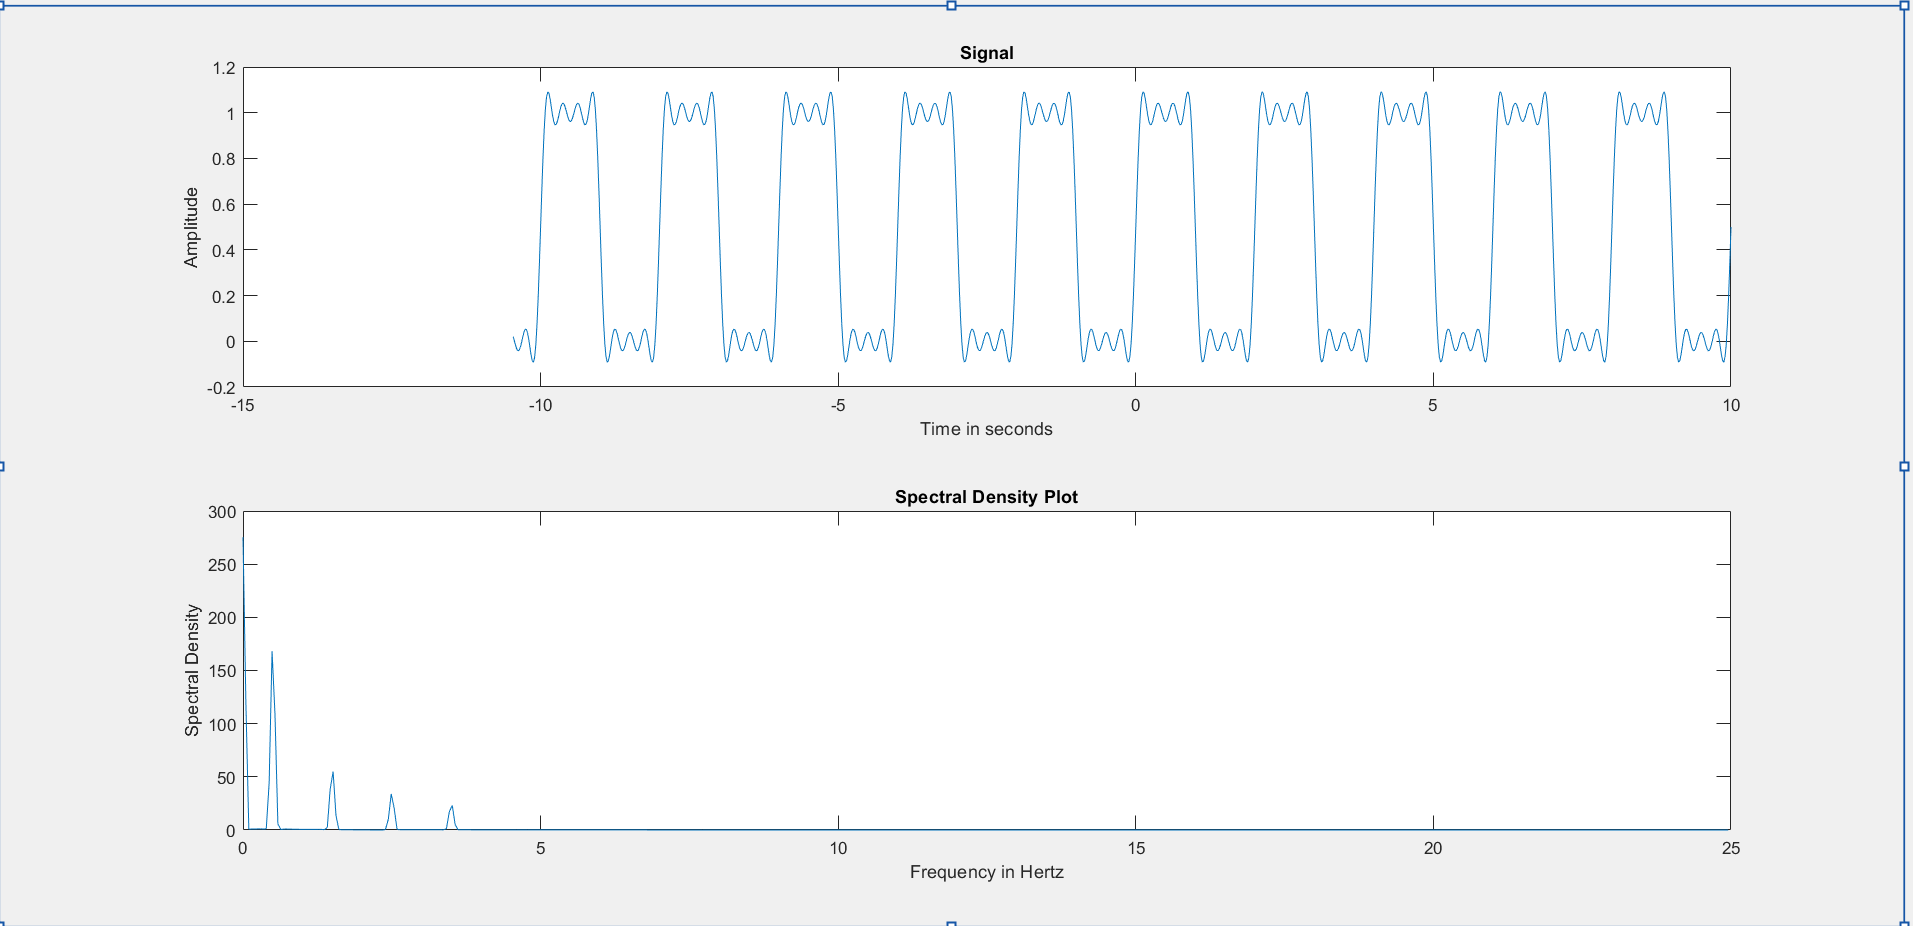 Signal
1.2
1
0.8
0.6
0.4
0.2
0
-0.2
Amplitude
-15 -10 -5 0 5 10
Time in seconds
Spectral Density Plot
300
250
200
150
100
50
0
Spectral Density
0 5 10 15 20 25
Frequency in Hertz